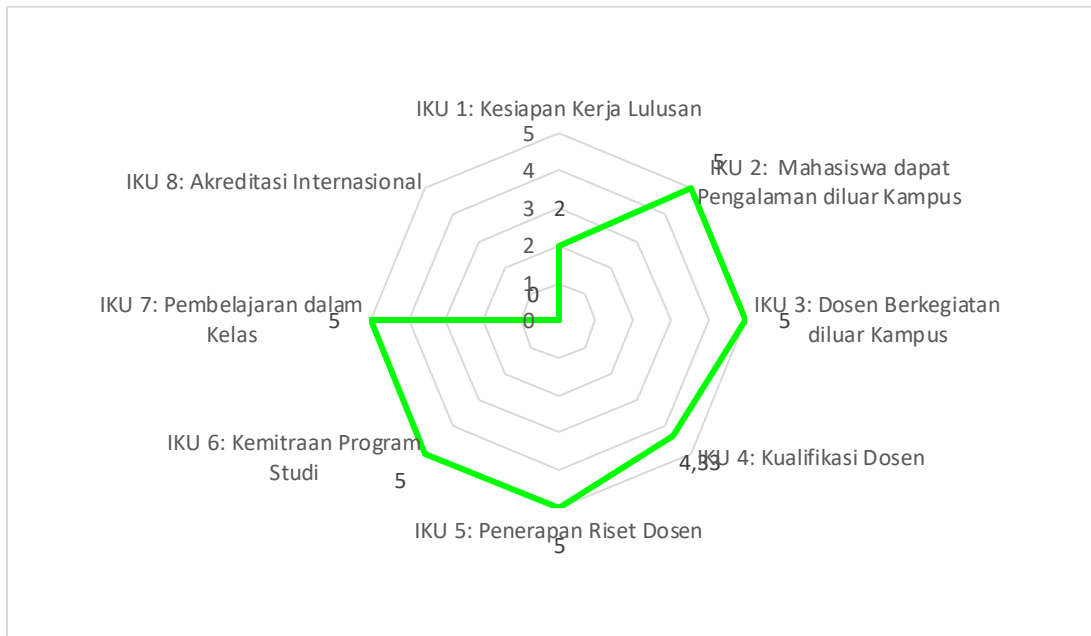 IKU 1: Kesiapan Kerja Lulusan
5
5
IKU 2: Mahasiswa dapat
Pengalaman diluar Kampus
IKU 8: Akreditasi Internasional
4
3
2
2
1
0
0
IKU 7: Pembelajaran dalam
Kelas
5
IKU 3: Dosen Berkegiatan
diluar Kampus
5
IKU 6: Kemitraan Program
Studi
5
IKU 4: Kualifikasi Dosen
4,33
IKU 5: Penerapan Riset Dosen
5